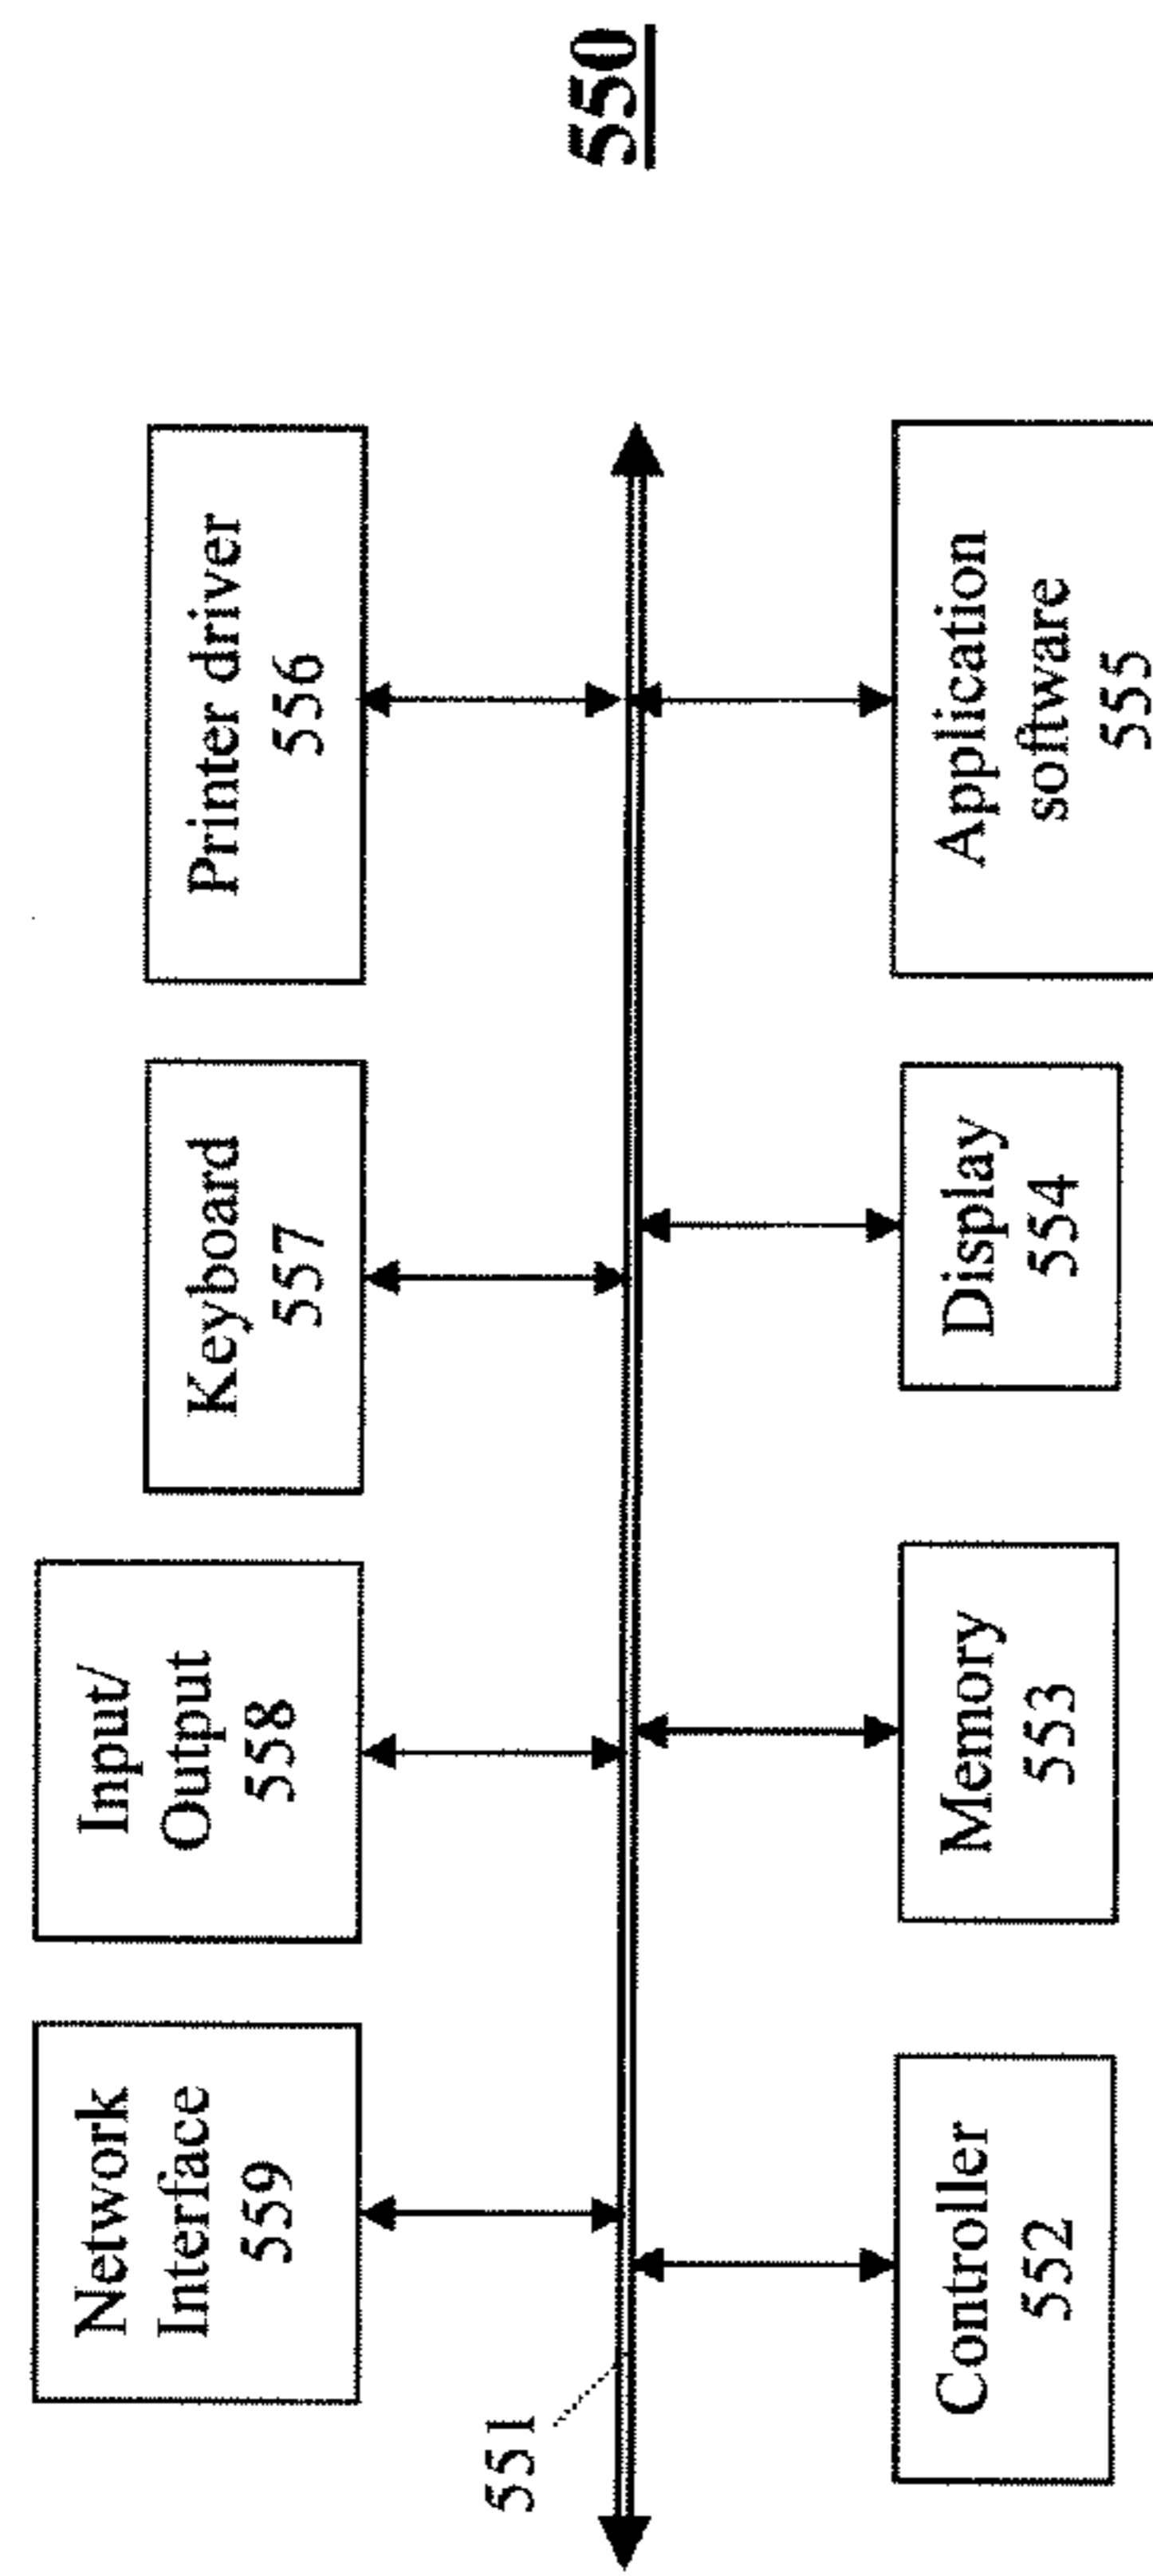 Network
Interface
559
Input/
Output
558
Keyboard
557
Printer driver
556
551
550
Controller
552
Memory
553
Display
554
Application
software
555